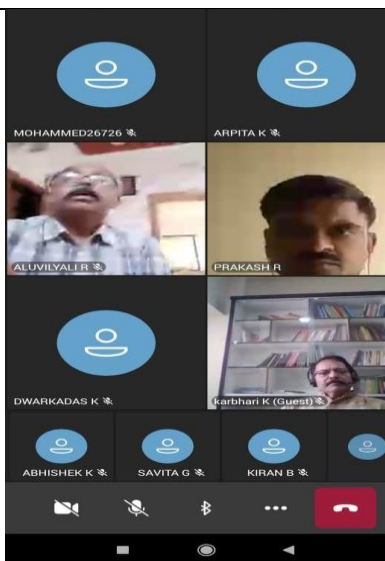 MOHAMMED26726
ARPITA K
ALUVILYALI R
PRAKASH R
DWARKADAS K
karbhari K (Guest)
ABHISHEK K
SAVITA G
KIRAN B